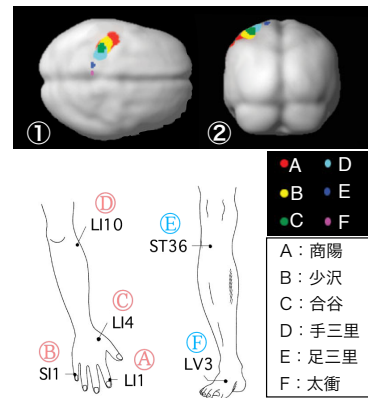 ① ②
A D
B E
C F
Ⓓ
LI10
Ⓔ
ST36
Ⓒ
LI4
Ⓕ
LV3
Ⓑ
SI1
Ⓐ
LI1
A：商陽
B：少沢
C：合谷
D：手三里
E：足三里
F：太衝